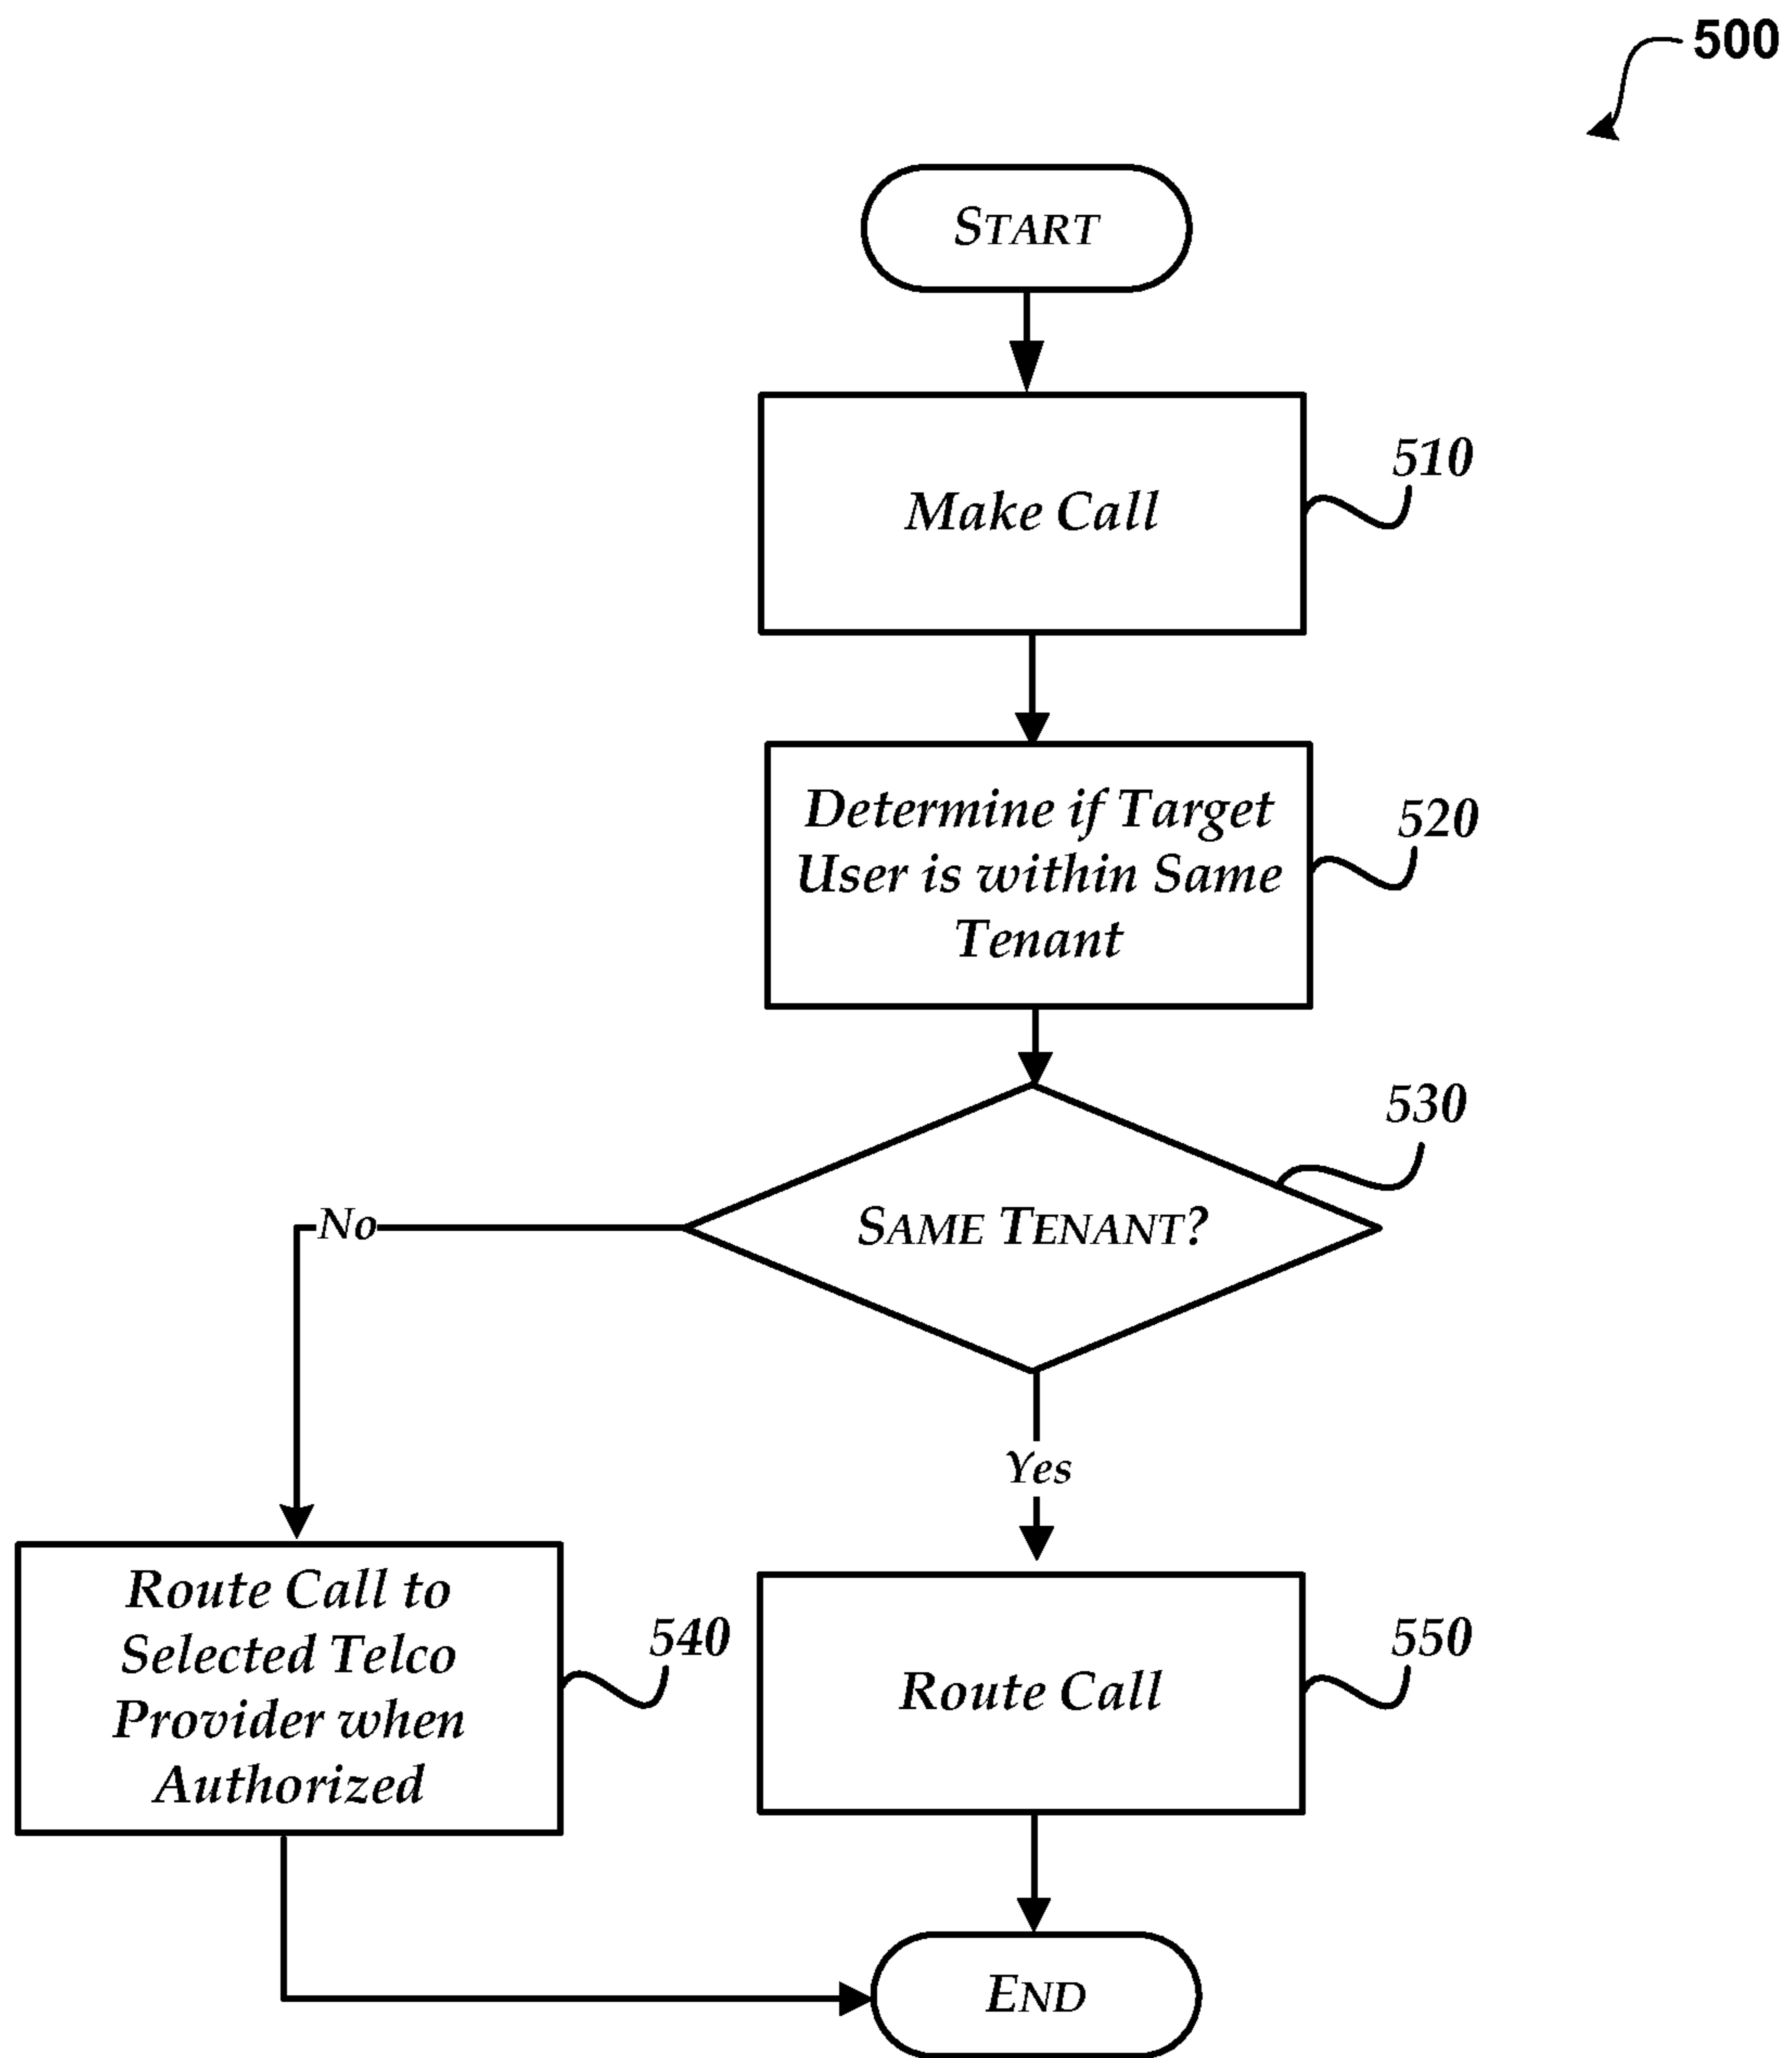 500
START
Make Call
510
Determine if Target
User is within Same
Tenant
520
530
SAME TENANT?
No
Yes
Route Call to
Selected Telco
Provider when
Authorized
540
Route Call
550
END